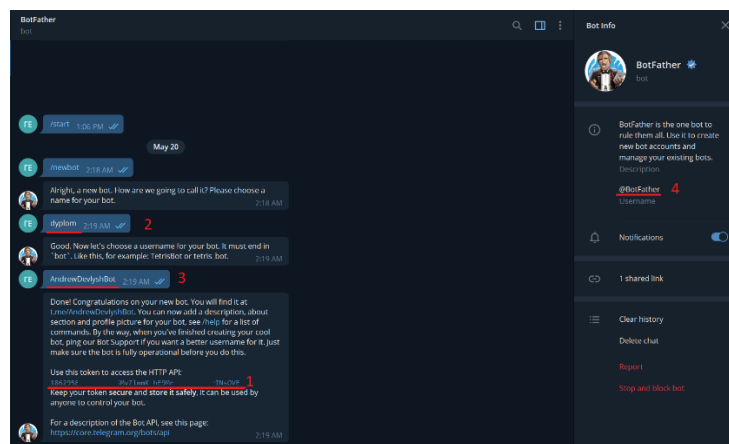 BotFather
bot
ГЕ
/start 1:06 PM
May 20
ГЕ
/newbot 2:18 AM
Alright, a new bot. How are we going to call it? Please choose a
name for your bot.
2:18 AM
ГЕ
dyplom 2:19 AM
2
Good. Now let's choose a username for your bot. It must end in
`bot`. Like this, for example: TetrisBot or tetris_bot.
2:19 AM
ГЕ
AndrewDevlyshBot 2:19 AM
3
Done! Congratulations on your new bot. You will find it at
t.me/AndrewDevlyshBot. You can now add a description, about
section and profile picture for your bot, see /help for a list of
commands. By the way, when you've finished creating your cool
bot, ping our Bot Support if you want a better username for it. Just
make sure the bot is fully operational before you do this.
Use this token to access the HTTP API:
1
Keep your token secure and store it safely, it can be used by
anyone to control your bot.
For a description of the Bot API, see this page:
https://core.telegram.org/bots/api
2:19 AM
Bot Info
BotFather
bot
BotFather is the one bot to
rule them all. Use it to create
new bot accounts and
manage your existing bots.
Description
@BotFather
4
Username
Notifications
1 shared link
Clear history
Delete chat
Report
Stop and block bot